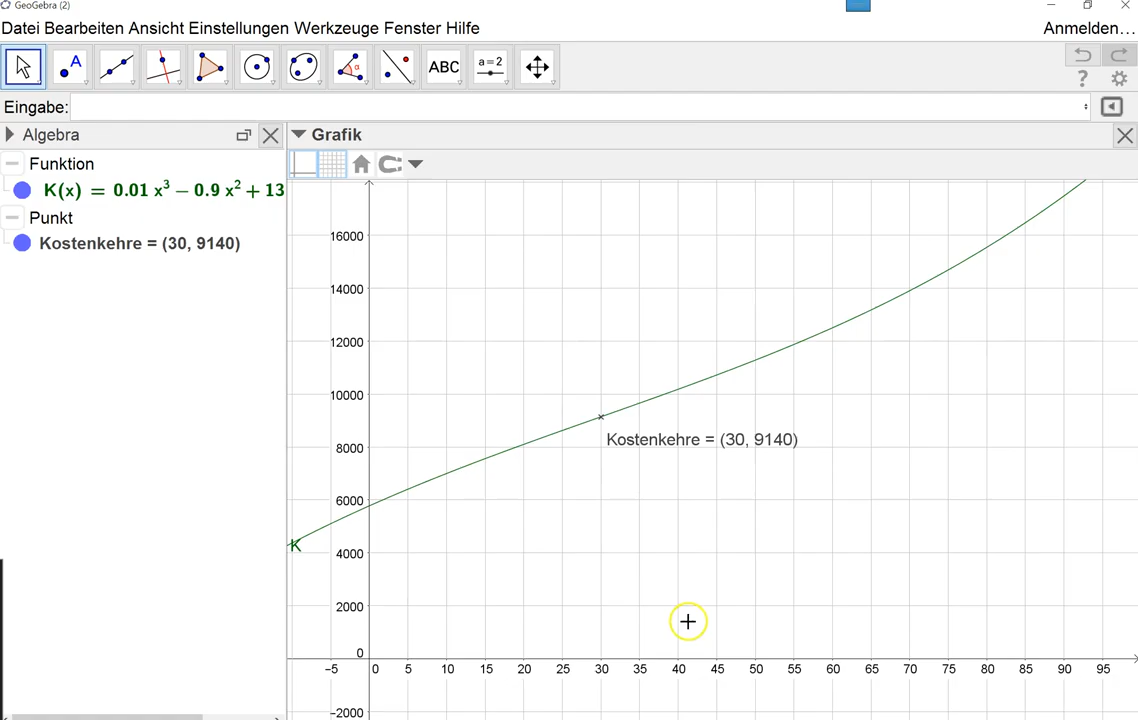 GeoGebra (2)
Datei Bearbeiten Ansicht Einstellungen Werkzeuge Fenster Hilfe
Anmelden…
A
α
ABC
a=2
?
Eingabe:
Algebra
Grafik
Funktion
K(x) = 0.01 x³ − 0.9 x² + 13
Punkt
Kostenkehre = (30, 9140)
16000
14000
12000
10000
8000
6000
4000
2000
0
−2000
Kostenkehre = (30, 9140)
K
−5 0 5 10 15 20 25 30 35 40 45 50 55 60 65 70 75 80 85 90 95